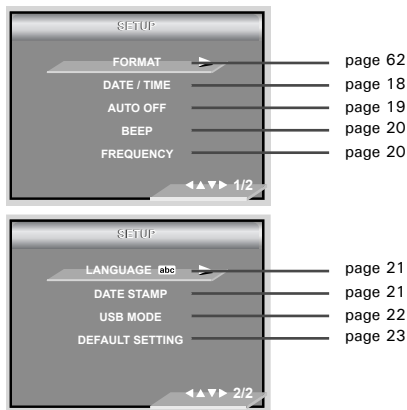 SETUP
FORMAT page 62
DATE / TIME page 18
AUTO OFF page 19
BEEP page 20
FREQUENCY page 20
◀▲▼▶ 1/2
SETUP
LANGUAGE abc page 21
DATE STAMP page 21
USB MODE page 22
DEFAULT SETTING page 23
◀▲▼▶ 2/2